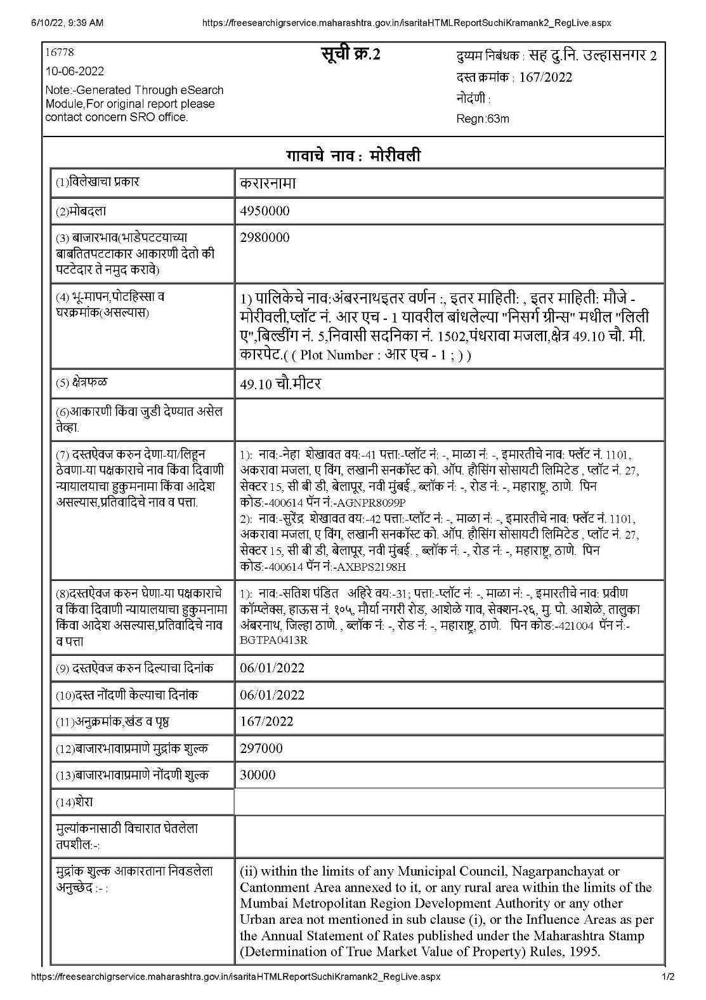 6/10/22, 9:39 AM
https://freesearchigrservice.maharashtra.gov.in/isaritaHTMLReportSuchiKramank2_RegLive.aspx
16778
10-06-2022
Note:-Generated Through eSearch
Module,For original report please
contact concern SRO office.
सूची क्र.2
दुय्यम निबंधक : सह दु.नि. उल्हासनगर 2
दस्त क्रमांक : 167/2022
नोदंणी :
Regn:63m
गावाचे नाव : मोरीवली
(1)विलेखाचा प्रकार
करारनामा
(2)मोबदला
4950000
(3) बाजारभाव(भाडेपटटयाच्या
बाबतितपटटाकार आकारणी देतो की
पटटेदार ते नमुद करावे)
2980000
(4) भू-मापन,पोटहिस्सा व
घरक्रमांक(असल्यास)
1) पालिकेचे नाव:अंबरनाथइतर वर्णन :, इतर माहिती: , इतर माहिती: मौजे -
मोरीवली,प्लॉट नं. आर एच - 1 यावरील बांधलेल्या "निसर्ग ग्रीन्स" मधील "लिली
ए",बिल्डींग नं. 5,निवासी सदनिका नं. 1502,पंधरावा मजला,क्षेत्र 49.10 चौ. मी.
कारपेट.( ( Plot Number : आर एच - 1 ; ) )
(5) क्षेत्रफळ
49.10 चौ.मीटर
(6)आकारणी किंवा जुडी देण्यात असेल
तेव्हा.
(7) दस्तऐवज करुन देणा-या/लिहून
ठेवणा-या पक्षकाराचे नाव किंवा दिवाणी
न्यायालयाचा हुकुमनामा किंवा आदेश
असल्यास,प्रतिवादिचे नाव व पत्ता.
1): नाव:-नेहा शेखावत वय:-41 पत्ता:-प्लॉट नं: -, माळा नं: -, इमारतीचे नाव: फ्लॅट नं. 1101,
अकरावा मजला, ए विंग, लखानी सनकॉस्ट को. ऑप. हौसिंग सोसायटी लिमिटेड , प्लॉट नं. 27,
सेक्टर 15, सी बी डी, बेलापूर, नवी मुंबई., ब्लॉक नं: -, रोड नं: -, महाराष्ट्र, ठाणे. पिन
कोड:-400614 पॅन नं:-AGNPR8099P
2): नाव:-सुरेंद्र शेखावत वय:-42 पत्ता:-प्लॉट नं: -, माळा नं: -, इमारतीचे नाव: फ्लॅट नं. 1101,
अकरावा मजला, ए विंग, लखानी सनकॉस्ट को. ऑप. हौसिंग सोसायटी लिमिटेड , प्लॉट नं. 27,
सेक्टर 15, सी बी डी, बेलापूर, नवी मुंबई. , ब्लॉक नं: -, रोड नं: -, महाराष्ट्र, ठाणे. पिन
कोड:-400614 पॅन नं:-AXBPS2198H
(8)दस्तऐवज करुन घेणा-या पक्षकाराचे
व किंवा दिवाणी न्यायालयाचा हुकुमनामा
किंवा आदेश असल्यास,प्रतिवादिचे नाव
व पत्ता
1): नाव:-सतिश पंडित अहिरे वय:-31; पत्ता:-प्लॉट नं: -, माळा नं: -, इमारतीचे नाव: प्रवीण
कॉम्प्लेक्स, हाऊस नं. १०५, मौर्या नगरी रोड, आशेळे गाव, सेक्शन-२६, मु. पो. आशेळे, तालुका
अंबरनाथ, जिल्हा ठाणे. , ब्लॉक नं: -, रोड नं: -, महाराष्ट्र, ठाणे. पिन कोड:-421004 पॅन नं:-
BGTPA0413R
(9) दस्तऐवज करुन दिल्याचा दिनांक
06/01/2022
(10)दस्त नोंदणी केल्याचा दिनांक
06/01/2022
(11)अनुक्रमांक,खंड व पृष्ठ
167/2022
(12)बाजारभावाप्रमाणे मुद्रांक शुल्क
297000
(13)बाजारभावाप्रमाणे नोंदणी शुल्क
30000
(14)शेरा
मुल्यांकनासाठी विचारात घेतलेला
तपशील:-:
मुद्रांक शुल्क आकारताना निवडलेला
अनुच्छेद :- :
(ii) within the limits of any Municipal Council, Nagarpanchayat or
Cantonment Area annexed to it, or any rural area within the limits of the
Mumbai Metropolitan Region Development Authority or any other
Urban area not mentioned in sub clause (i), or the Influence Areas as per
the Annual Statement of Rates published under the Maharashtra Stamp
(Determination of True Market Value of Property) Rules, 1995.
https://freesearchigrservice.maharashtra.gov.in/isaritaHTMLReportSuchiKramank2_RegLive.aspx
1/2